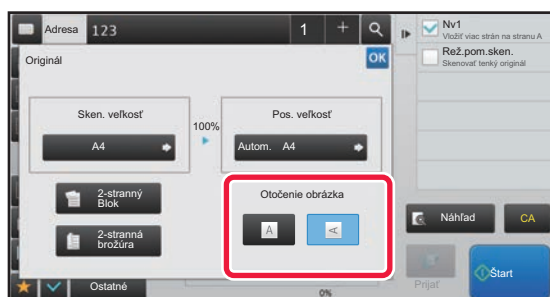 Adresa 123 1 +
Nv1
Vložiť viac strán na stranu A
Rež.pom.sken.
Skenovať tenký originál
Originál
OK
Sken. veľkosť
100%
Pos. veľkosť
A4
Autom. A4
2-stranný
Blok
Otočenie obrázka
A A
2-stranná
brožúra
Náhľad
CA
Ostatné
0%
Prijať
Štart